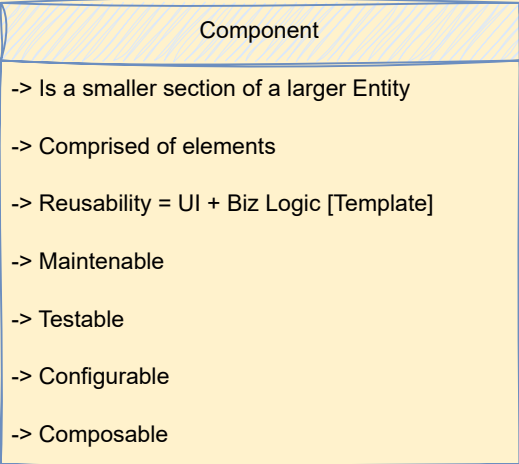 Component
-> Is a smaller section of a larger Entity
-> Comprised of elements
-> Reusability = UI + Biz Logic [Template]
-> Maintenable
-> Testable
-> Configurable
-> Composable